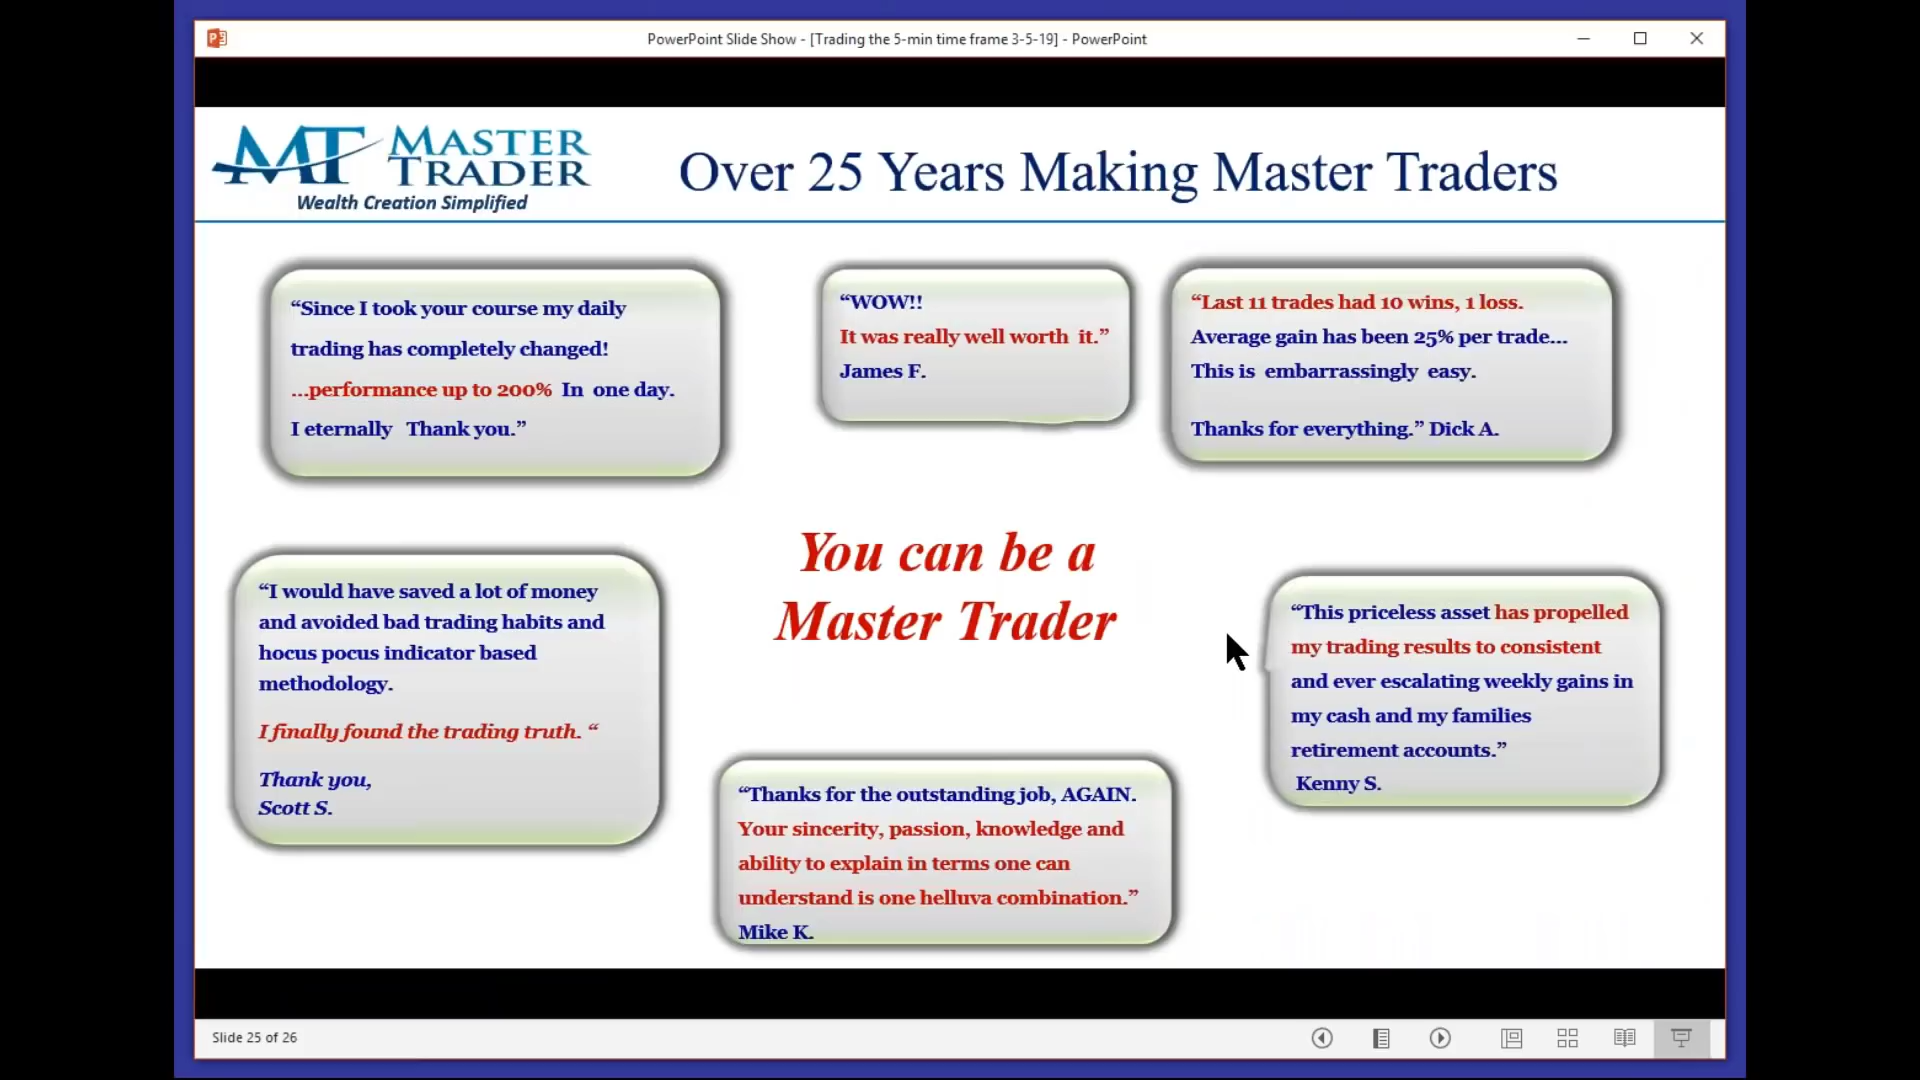 PowerPoint Slide Show - [Trading the 5-min time frame 3-5-19] - PowerPoint
MT MASTER
TRADER
Wealth Creation Simplified
Over 25 Years Making Master Traders
“Since I took your course my daily
trading has completely changed!
...performance up to 200% In one day.
I eternally Thank you.”
“WOW!!
It was really well worth it.”
James F.
“Last 11 trades had 10 wins, 1 loss.
Average gain has been 25% per trade...
This is embarrassingly easy.
Thanks for everything.” Dick A.
You can be a
Master Trader
“I would have saved a lot of money
and avoided bad trading habits and
hocus pocus indicator based
methodology.
I finally found the trading truth. “
Thank you,
Scott S.
“This priceless asset has propelled
my trading results to consistent
and ever escalating weekly gains in
my cash and my families
retirement accounts.”
Kenny S.
“Thanks for the outstanding job, AGAIN.
Your sincerity, passion, knowledge and
ability to explain in terms one can
understand is one helluva combination.”
Mike K.
Slide 25 of 26